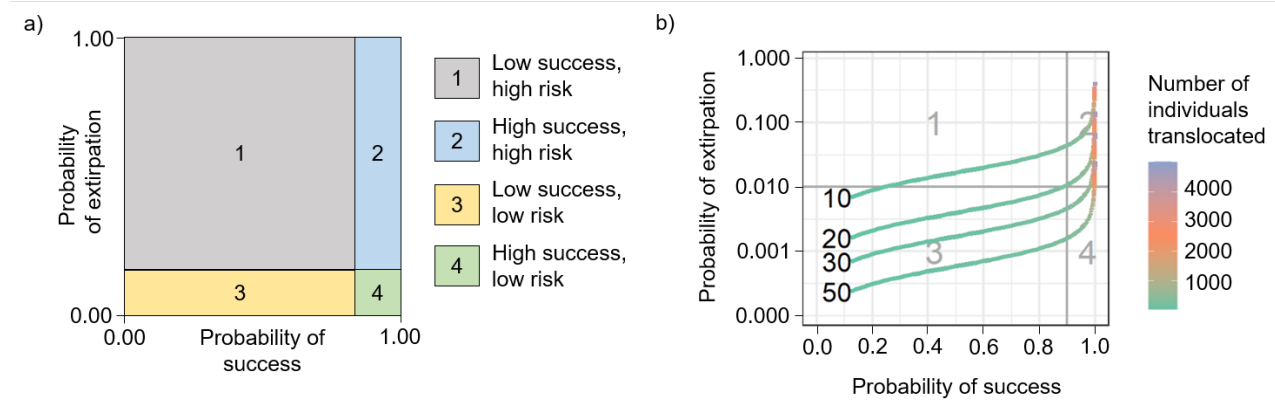 a)
1.00
Probability
of extirpation
0.00
1
2
3
4
0.00
Probability of
success
1.00
1
Low success,
high risk
2
High success,
high risk
3
Low success,
low risk
4
High success,
low risk
b)
Probability of extirpation
1.000
0.100
0.010
0.001
0.000
1
2
3
4
10
20
30
50
0.0 0.2 0.4 0.6 0.8 1.0
Probability of success
Number of
individuals
translocated
4000
3000
2000
1000